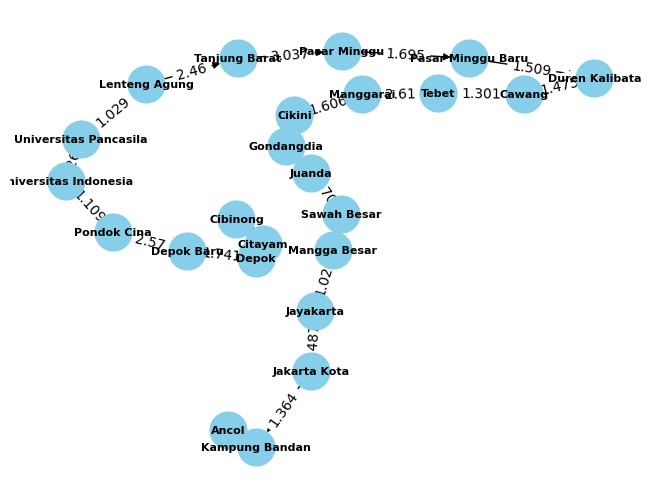 Pasar Minggu
1.695
Tanjung Barat
3.037
Pasar Minggu Baru
1.509
2.46
Duren Kalibata
Lenteng Agung
1.475
Manggarai
2.61
Tebet
1.301
Cawang
1.606
Cikini
1.029
Universitas Pancasila
Gondangdia
Juanda
niversitas Indonesia
1.109
Sawah Besar
Cibinong
Pondok Cina
2.57
Citayam
Depok Baru
1.741
Depok
Mangga Besar
1.02
Jayakarta
Jakarta Kota
1.364
Ancol
Kampung Bandan